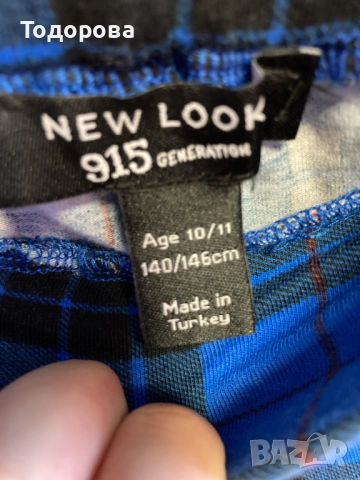 Тодорова
NEW LOOK
915 GENERATION
Age 10/11
140/146cm
Made in
Turkey
BAZAR